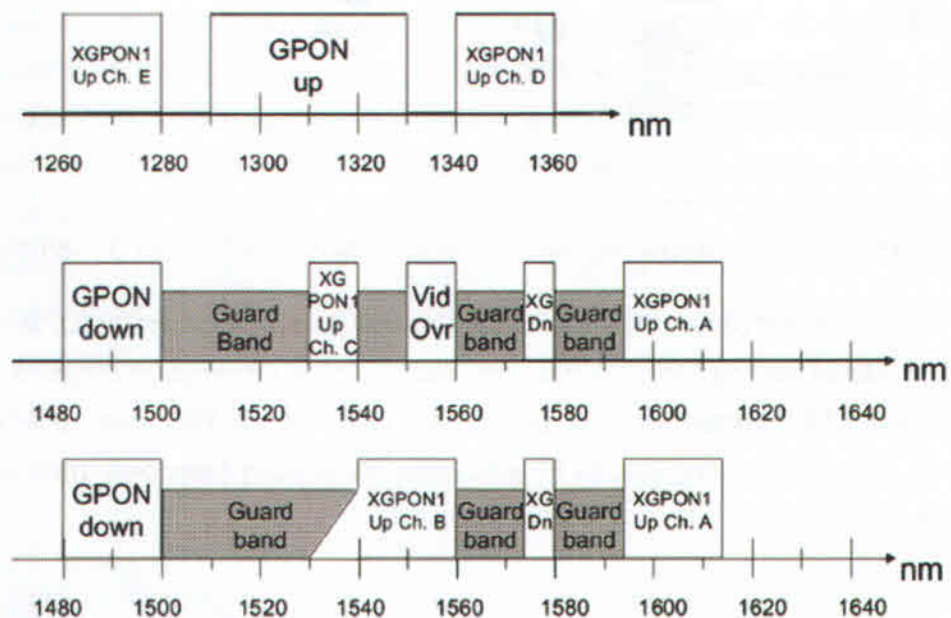 XGPON1
Up Ch. E
GPON
up
XGPON1
Up Ch. D
nm
1260 1280 1300 1320 1340 1360
GPON
down
Guard
Band
XG
PON1
Up
Ch. C
Vid
Ovr
Guard
band
XG
Dn
Guard
band
XGPON1
Up Ch. A
nm
1480 1500 1520 1540 1560 1580 1600 1620 1640
GPON
down
Guard
band
XGPON1
Up Ch. B
Guard
band
XG
Dn
Guard
band
XGPON1
Up Ch. A
nm
1480 1500 1520 1540 1560 1580 1600 1620 1640